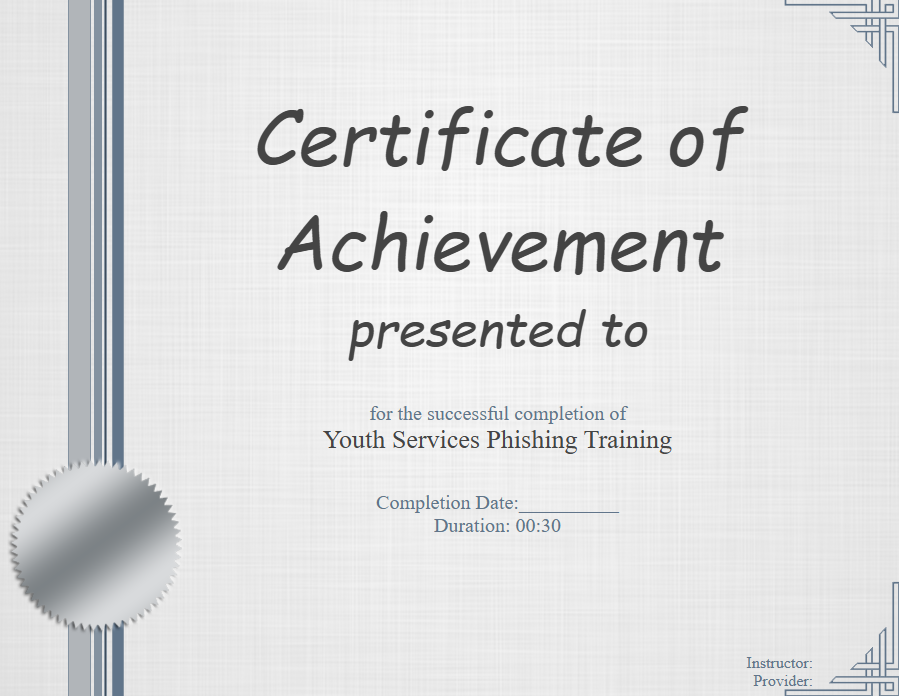 Certificate of
Achievement
presented to
for the successful completion of
Youth Services Phishing Training
Completion Date:__________
Duration: 00:30
Instructor:
Provider: